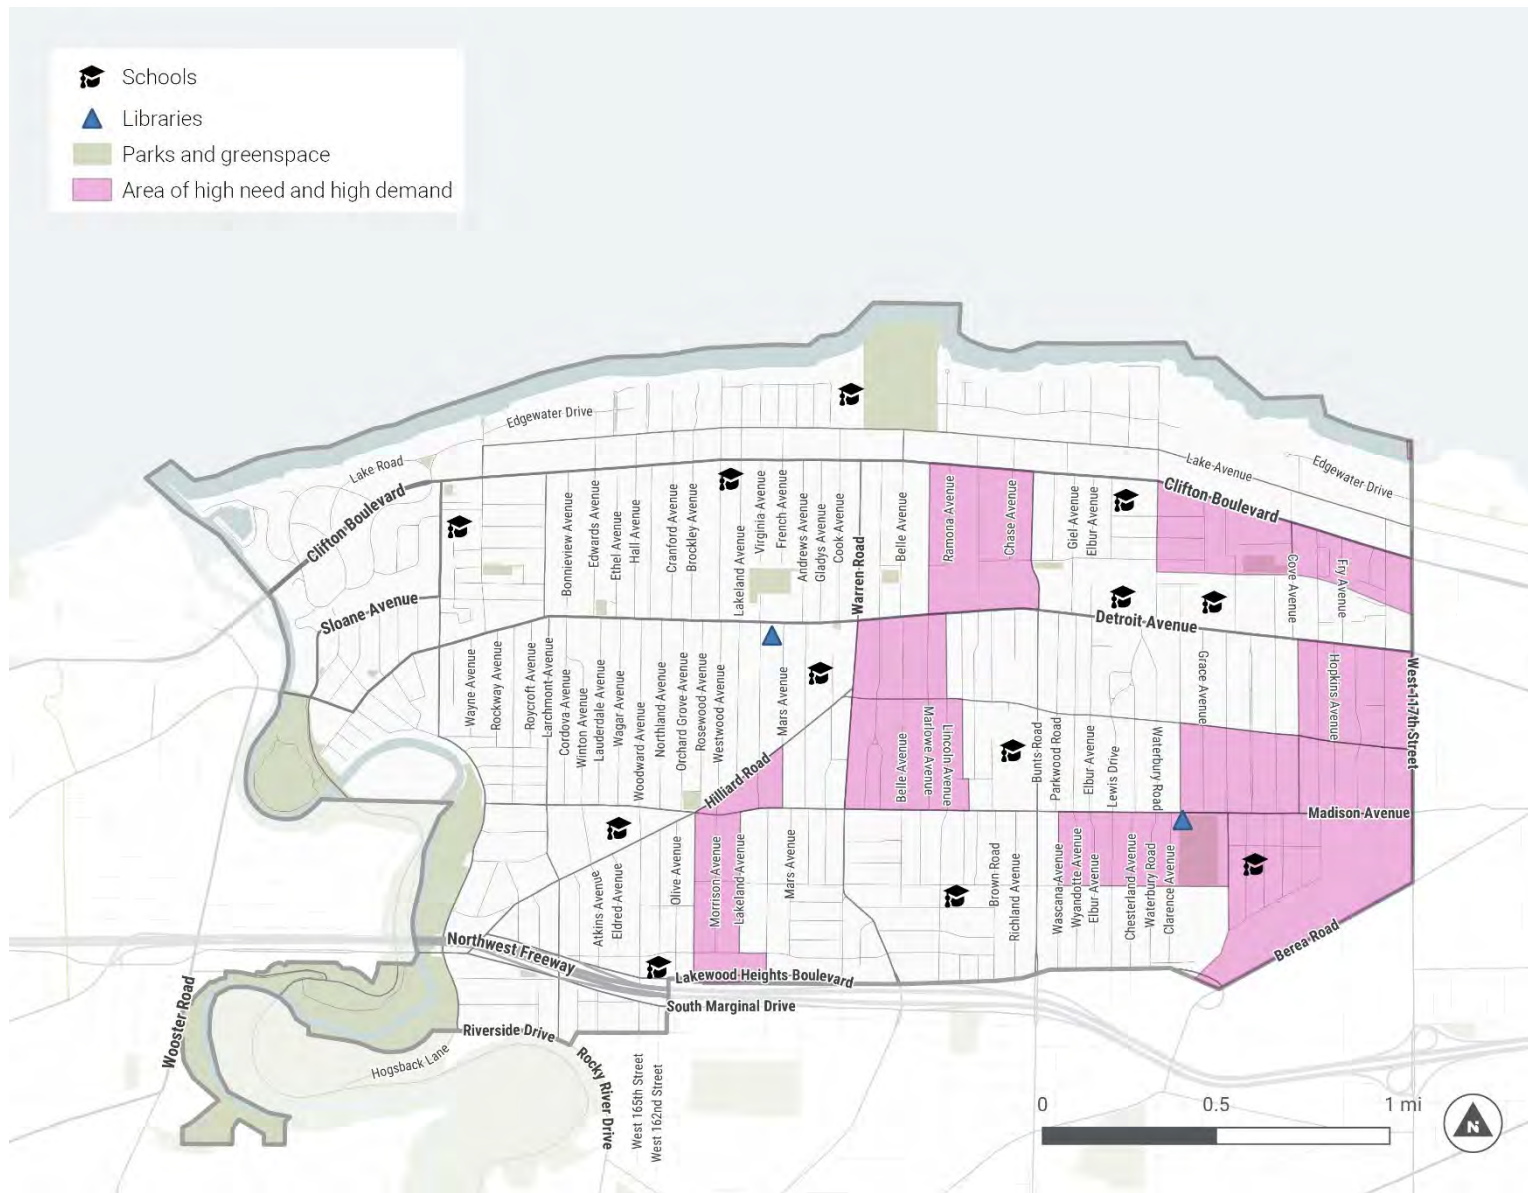 Schools
Libraries
Parks and greenspace
Area of high need and high demand
Edgewater Drive
Lake Road
Clifton Boulevard
Sloane Avenue
Lake Avenue
Edgewater Drive
Clifton Boulevard
Bonnieview Avenue
Edwards Avenue
Ethel Avenue
Hall Avenue
Cranford Avenue
Brockley Avenue
Lakeland Avenue
Virginia Avenue
French Avenue
Andrews Avenue
Gladys Avenue
Cook Avenue
Warren Road
Belle Avenue
Ramona Avenue
Chase Avenue
Giel Avenue
Elbur Avenue
Cove Avenue
Fry Avenue
Detroit Avenue
Wayne Avenue
Rockway Avenue
Roycroft Avenue
Larchmont Avenue
Cordova Avenue
Winton Avenue
Lauderdale Avenue
Wagar Avenue
Woodward Avenue
Northland Avenue
Orchard Grove Avenue
Rosewood Avenue
Westwood Avenue
Mars Avenue
Hilliard Road
Belle Avenue
Marlowe Avenue
Lincoln Avenue
Bunts Road
Parkwood Road
Elbur Avenue
Lewis Drive
Waterbury Road
Grace Avenue
Hopkins Avenue
West 117th Street
Madison Avenue
Atkins Avenue
Eldred Avenue
Olive Avenue
Morrison Avenue
Lakeland Avenue
Mars Avenue
Brown Road
Richland Avenue
Wascana Avenue
Wyandotte Avenue
Elbur Avenue
Chesterland Avenue
Waterbury Road
Clarence Avenue
Berea Road
Northwest Freeway
Lakewood Heights Boulevard
South Marginal Drive
Wooster Road
Riverside Drive
Hogsback Lane
Rocky River Drive
West 165th Street
West 162nd Street
0 0.5 1 mi
N